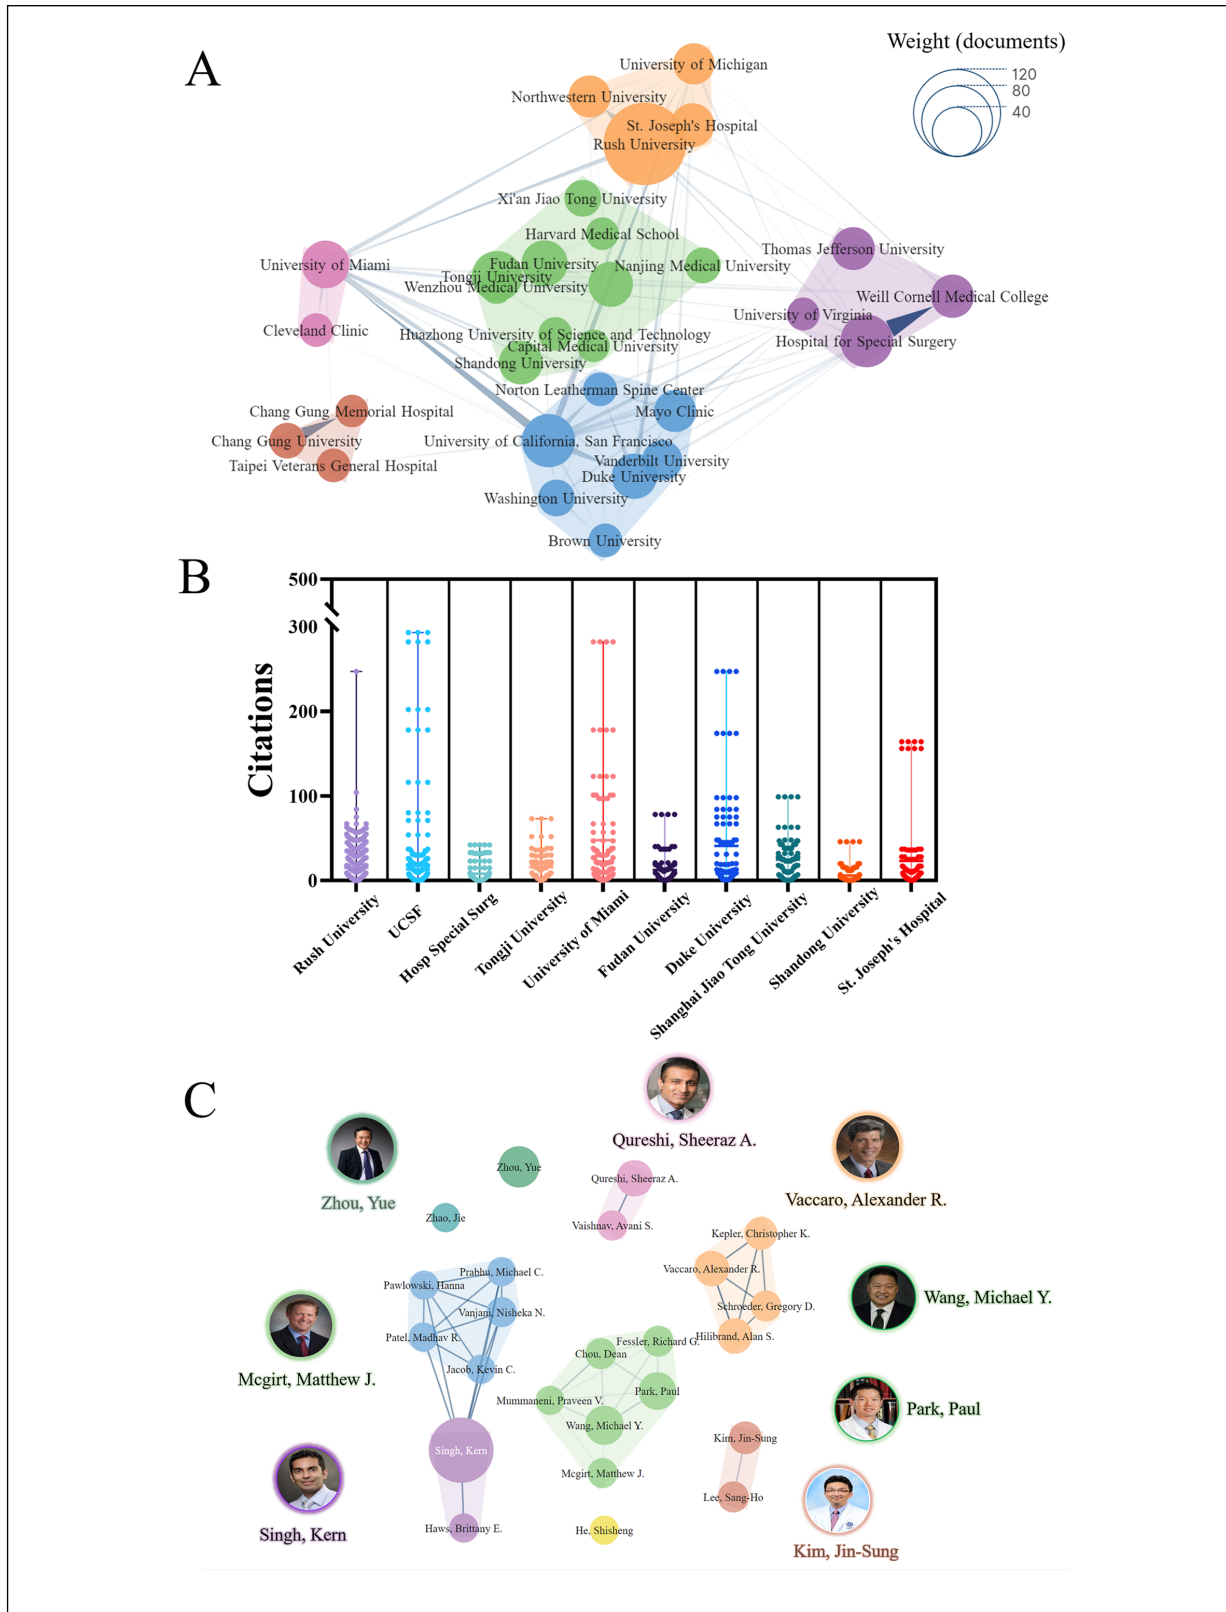 A
Weight (documents)
120
80
40
University of Michigan
Northwestern University
St. Joseph's Hospital
Rush University
Xi'an Jiao Tong University
Harvard Medical School
Thomas Jefferson University
University of Miami
Fudan University
Nanjing Medical University
Tongji University
Wenzhou Medical University
Weill Cornell Medical College
University of Virginia
Cleveland Clinic
Huazhong University of Science and Technology
Hospital for Special Surgery
Capital Medical University
Shandong University
Norton Leatherman Spine Center
Chang Gung Memorial Hospital
Mayo Clinic
Chang Gung University
University of California, San Francisco
Vanderbilt University
Taipei Veterans General Hospital
Duke University
Washington University
Brown University
B
500
300
200
100
0
Citations
Rush University
UCSF
Hosp Special Surg
Tongji University
University of Miami
Fudan University
Duke University
Shanghai Jiao Tong University
Shandong University
St. Joseph's Hospital
C
Qureshi, Sheeraz A.
Zhou, Yue
Vaccaro, Alexander R.
Zhou, Yue
Qureshi, Sheeraz A.
Zhao, Jie
Vaishnav, Avani S.
Kepler, Christopher K.
Prabhu, Michael C.
Vaccaro, Alexander R.
Pawlowski, Hanna
Wang, Michael Y.
Vanjani, Nisheka N.
Schroeder, Gregory D.
Patel, Madhav R.
Hilibrand, Alan S.
Fessler, Richard G.
Chou, Dean
Jacob, Kevin C.
Mcgirt, Matthew J.
Park, Paul
Mummaneni, Praveen V.
Park, Paul
Wang, Michael Y.
Kim, Jin-Sung
Singh, Kern
Mcgirt, Matthew J.
Lee, Sang-Ho
Haws, Brittany E.
He, Shisheng
Singh, Kern
Kim, Jin-Sung